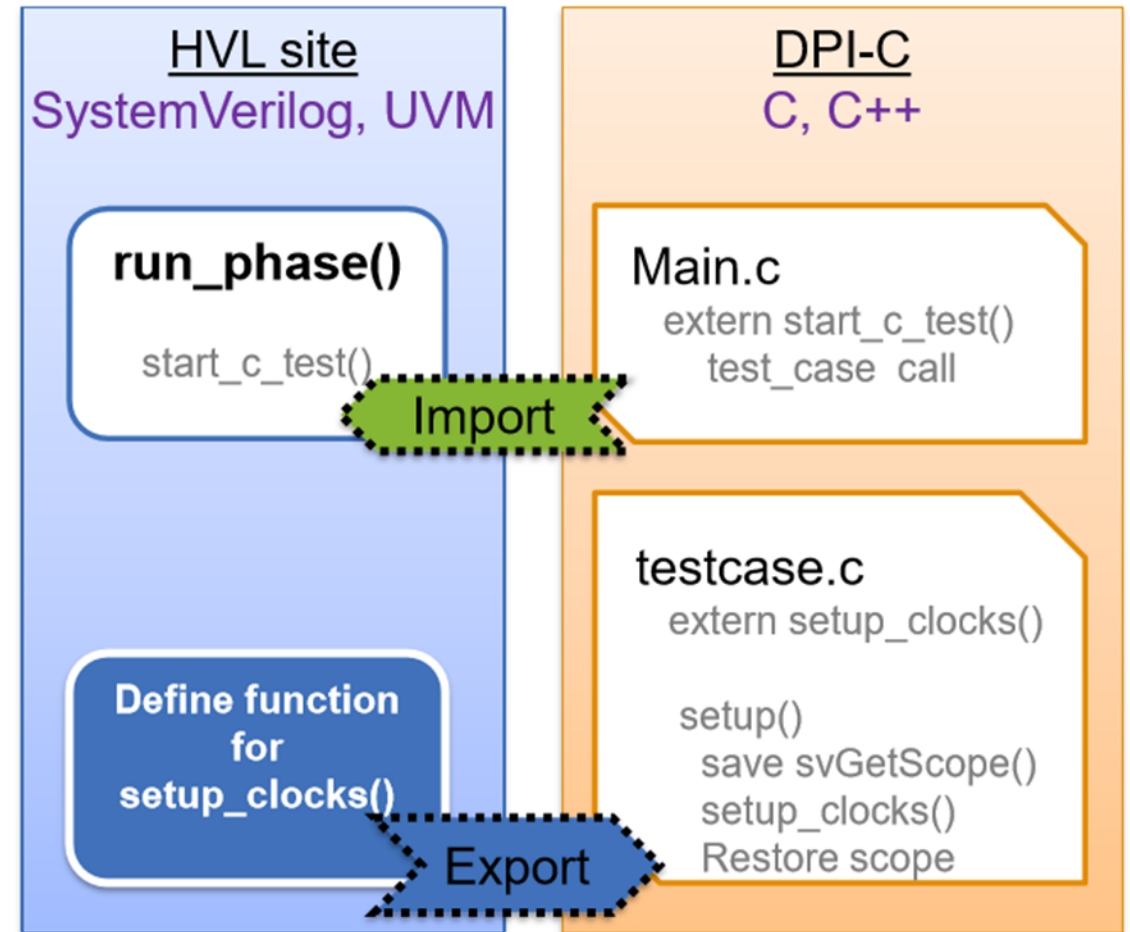 HVL site
SystemVerilog, UVM
run_phase()
start_c_test()
Import
Define function
for
setup_clocks()
Export
DPI-C
C, C++
Main.c
extern start_c_test()
test_case call
testcase.c
extern setup_clocks()
setup()
save svGetScope()
setup_clocks()
Restore scope